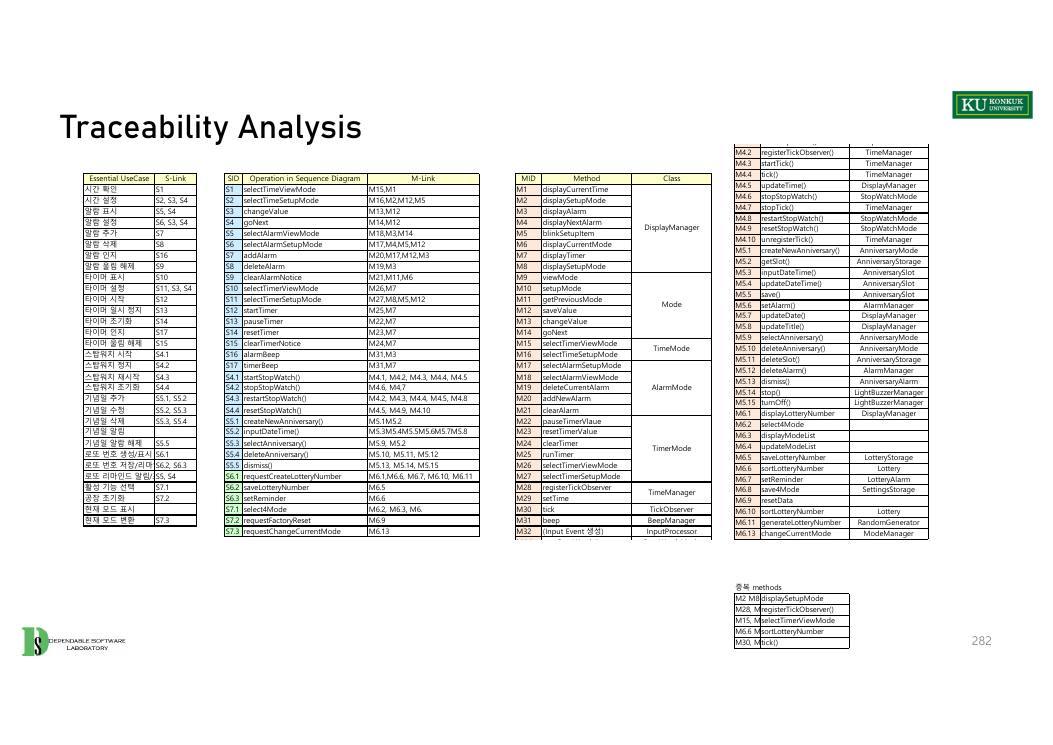 KU KONKUK
UNIVERSITY
Traceability Analysis
Essential UseCase S-Link
시간 확인 S1
시간 설정 S2, S3, S4
알람 표시 S5, S4
알람 설정 S6, S3, S4
알람 추가 S7
알람 삭제 S8
알람 인지 S16
알람 울림 해제 S9
타이머 표시 S10
타이머 설정 S11, S3, S4
타이머 시작 S12
타이머 일시 정지 S13
타이머 초기화 S14
타이머 인지 S17
타이머 울림 해제 S15
스탑워치 시작 S4.1
스탑워치 정지 S4.2
스탑워치 재시작 S4.3
스탑워치 초기화 S4.4
기념일 추가 S5.1, S5.2
기념일 수정 S5.2, S5.3
기념일 삭제 S5.3, S5.4
기념일 알림
기념일 알람 해제 S5.5
로또 번호 생성/표시 S6.1
로또 번호 저장/리마 S6.2, S6.3
로또 리마인드 알림/ S5, S4
활성 기능 선택 S7.1
공장 초기화 S7.2
현재 모드 표시
현재 모드 변환 S7.3
SID Operation in Sequence Diagram M-Link
S1 selectTimeViewMode M15,M1
S2 selectTimeSetupMode M16,M2,M12,M5
S3 changeValue M13,M12
S4 goNext M14,M12
S5 selectAlarmViewMode M18,M3,M14
S6 selectAlarmSetupMode M17,M4,M5,M12
S7 addAlarm M20,M17,M12,M3
S8 deleteAlarm M19,M3
S9 clearAlarmNotice M21,M11,M6
S10 selectTimerViewMode M26,M7
S11 selectTimerSetupMode M27,M8,M5,M12
S12 startTimer M25,M7
S13 pauseTimer M22,M7
S14 resetTimer M23,M7
S15 clearTimerNotice M24,M7
S16 alarmBeep M31,M3
S17 timerBeep M31,M7
S4.1 startStopWatch() M4.1, M4.2, M4.3, M4.4, M4.5
S4.2 stopStopWatch() M4.6, M4,7
S4.3 restartStopWatch() M4.2, M4.3, M4.4, M4.5, M4.8
S4.4 resetStopWatch() M4.5, M4.9, M4.10
S5.1 createNewAnniversary() M5.1M5.2
S5.2 inputDateTime() M5.3M5.4M5.5M5.6M5.7M5.8
S5.3 selectAnniversary() M5.9, M5.2
S5.4 deleteAnniversary() M5.10, M5.11, M5.12
S5.5 dismiss() M5.13, M5.14, M5.15
S6.1 requestCreateLotteryNumber M6.1,M6.6, M6.7, M6.10, M6.11
S6.2 saveLotteryNumber M6.5
S6.3 setReminder M6.6
S7.1 select4Mode M6.2, M6.3, M6.
S7.2 requestFactoryReset M6.9
S7.3 requestChangeCurrentMode M6.13
MID Method Class
M1 displayCurrentTime
M2 displaySetupMode
M3 displayAlarm
M4 displayNextAlarm
M5 blinkSetupItem DisplayManager
M6 displayCurrentMode
M7 displayTimer
M8 displaySetupMode
M9 viewMode
M10 setupMode
M11 getPreviousMode
M12 saveValue Mode
M13 changeValue
M14 goNext
M15 selectTimerViewMode TimeMode
M16 selectTimeSetupMode
M17 selectAlarmSetupMode
M18 selectAlarmViewMode
M19 deleteCurrentAlarm AlarmMode
M20 addNewAlarm
M21 clearAlarm
M22 pauseTimerVlaue
M23 resetTimerValue
M24 clearTimer TimerMode
M25 runTimer
M26 selectTimerViewMode
M27 selectTimerSetupMode
M28 registerTickObserver TimeManager
M29 setTime
M30 tick TickObserver
M31 beep BeepManager
M32 (Input Event 생성) InputProcessor
M4.2 registerTickObserver() TimeManager
M4.3 startTick() TimeManager
M4.4 tick() TimeManager
M4.5 updateTime() DisplayManager
M4.6 stopStopWatch() StopWatchMode
M4.7 stopTick() TimeManager
M4.8 restartStopWatch() StopWatchMode
M4.9 resetStopWatch() StopWatchMode
M4.10 unregisterTick() TimeManager
M5.1 createNewAnniversary() AnniversaryMode
M5.2 getSlot() AnniversaryStorage
M5.3 inputDateTime() AnniversarySlot
M5.4 updateDateTime() AnniversarySlot
M5.5 save() AnniversarySlot
M5.6 setAlarm() AlarmManager
M5.7 updateDate() DisplayManager
M5.8 updateTitle() DisplayManager
M5.9 selectAnniversary() AnniversaryMode
M5.10 deleteAnniversary() AnniversaryMode
M5.11 deleteSlot() AnniversaryStorage
M5.12 deleteAlarm() AlarmManager
M5.13 dismiss() AnniversaryAlarm
M5.14 stop() LightBuzzerManager
M5.15 turnOff() LightBuzzerManager
M6.1 displayLotteryNumber DisplayManager
M6.2 select4Mode
M6.3 displayModeList
M6.4 updateModeList
M6.5 saveLotteryNumber LotteryStorage
M6.6 sortLotteryNumber Lottery
M6.7 setReminder LotteryAlarm
M6.8 save4Mode SettingsStorage
M6.9 resetData
M6.10 sortLotteryNumber Lottery
M6.11 generateLotteryNumber RandomGenerator
M6.13 changeCurrentMode ModeManager
중복 methods
M2 M8 displaySetupMode
M28, M registerTickObserver()
M15, M selectTimerViewMode
M6.6 M sortLotteryNumber
M30, M tick()
DEPENDABLE SOFTWARE
LABORATORY
282